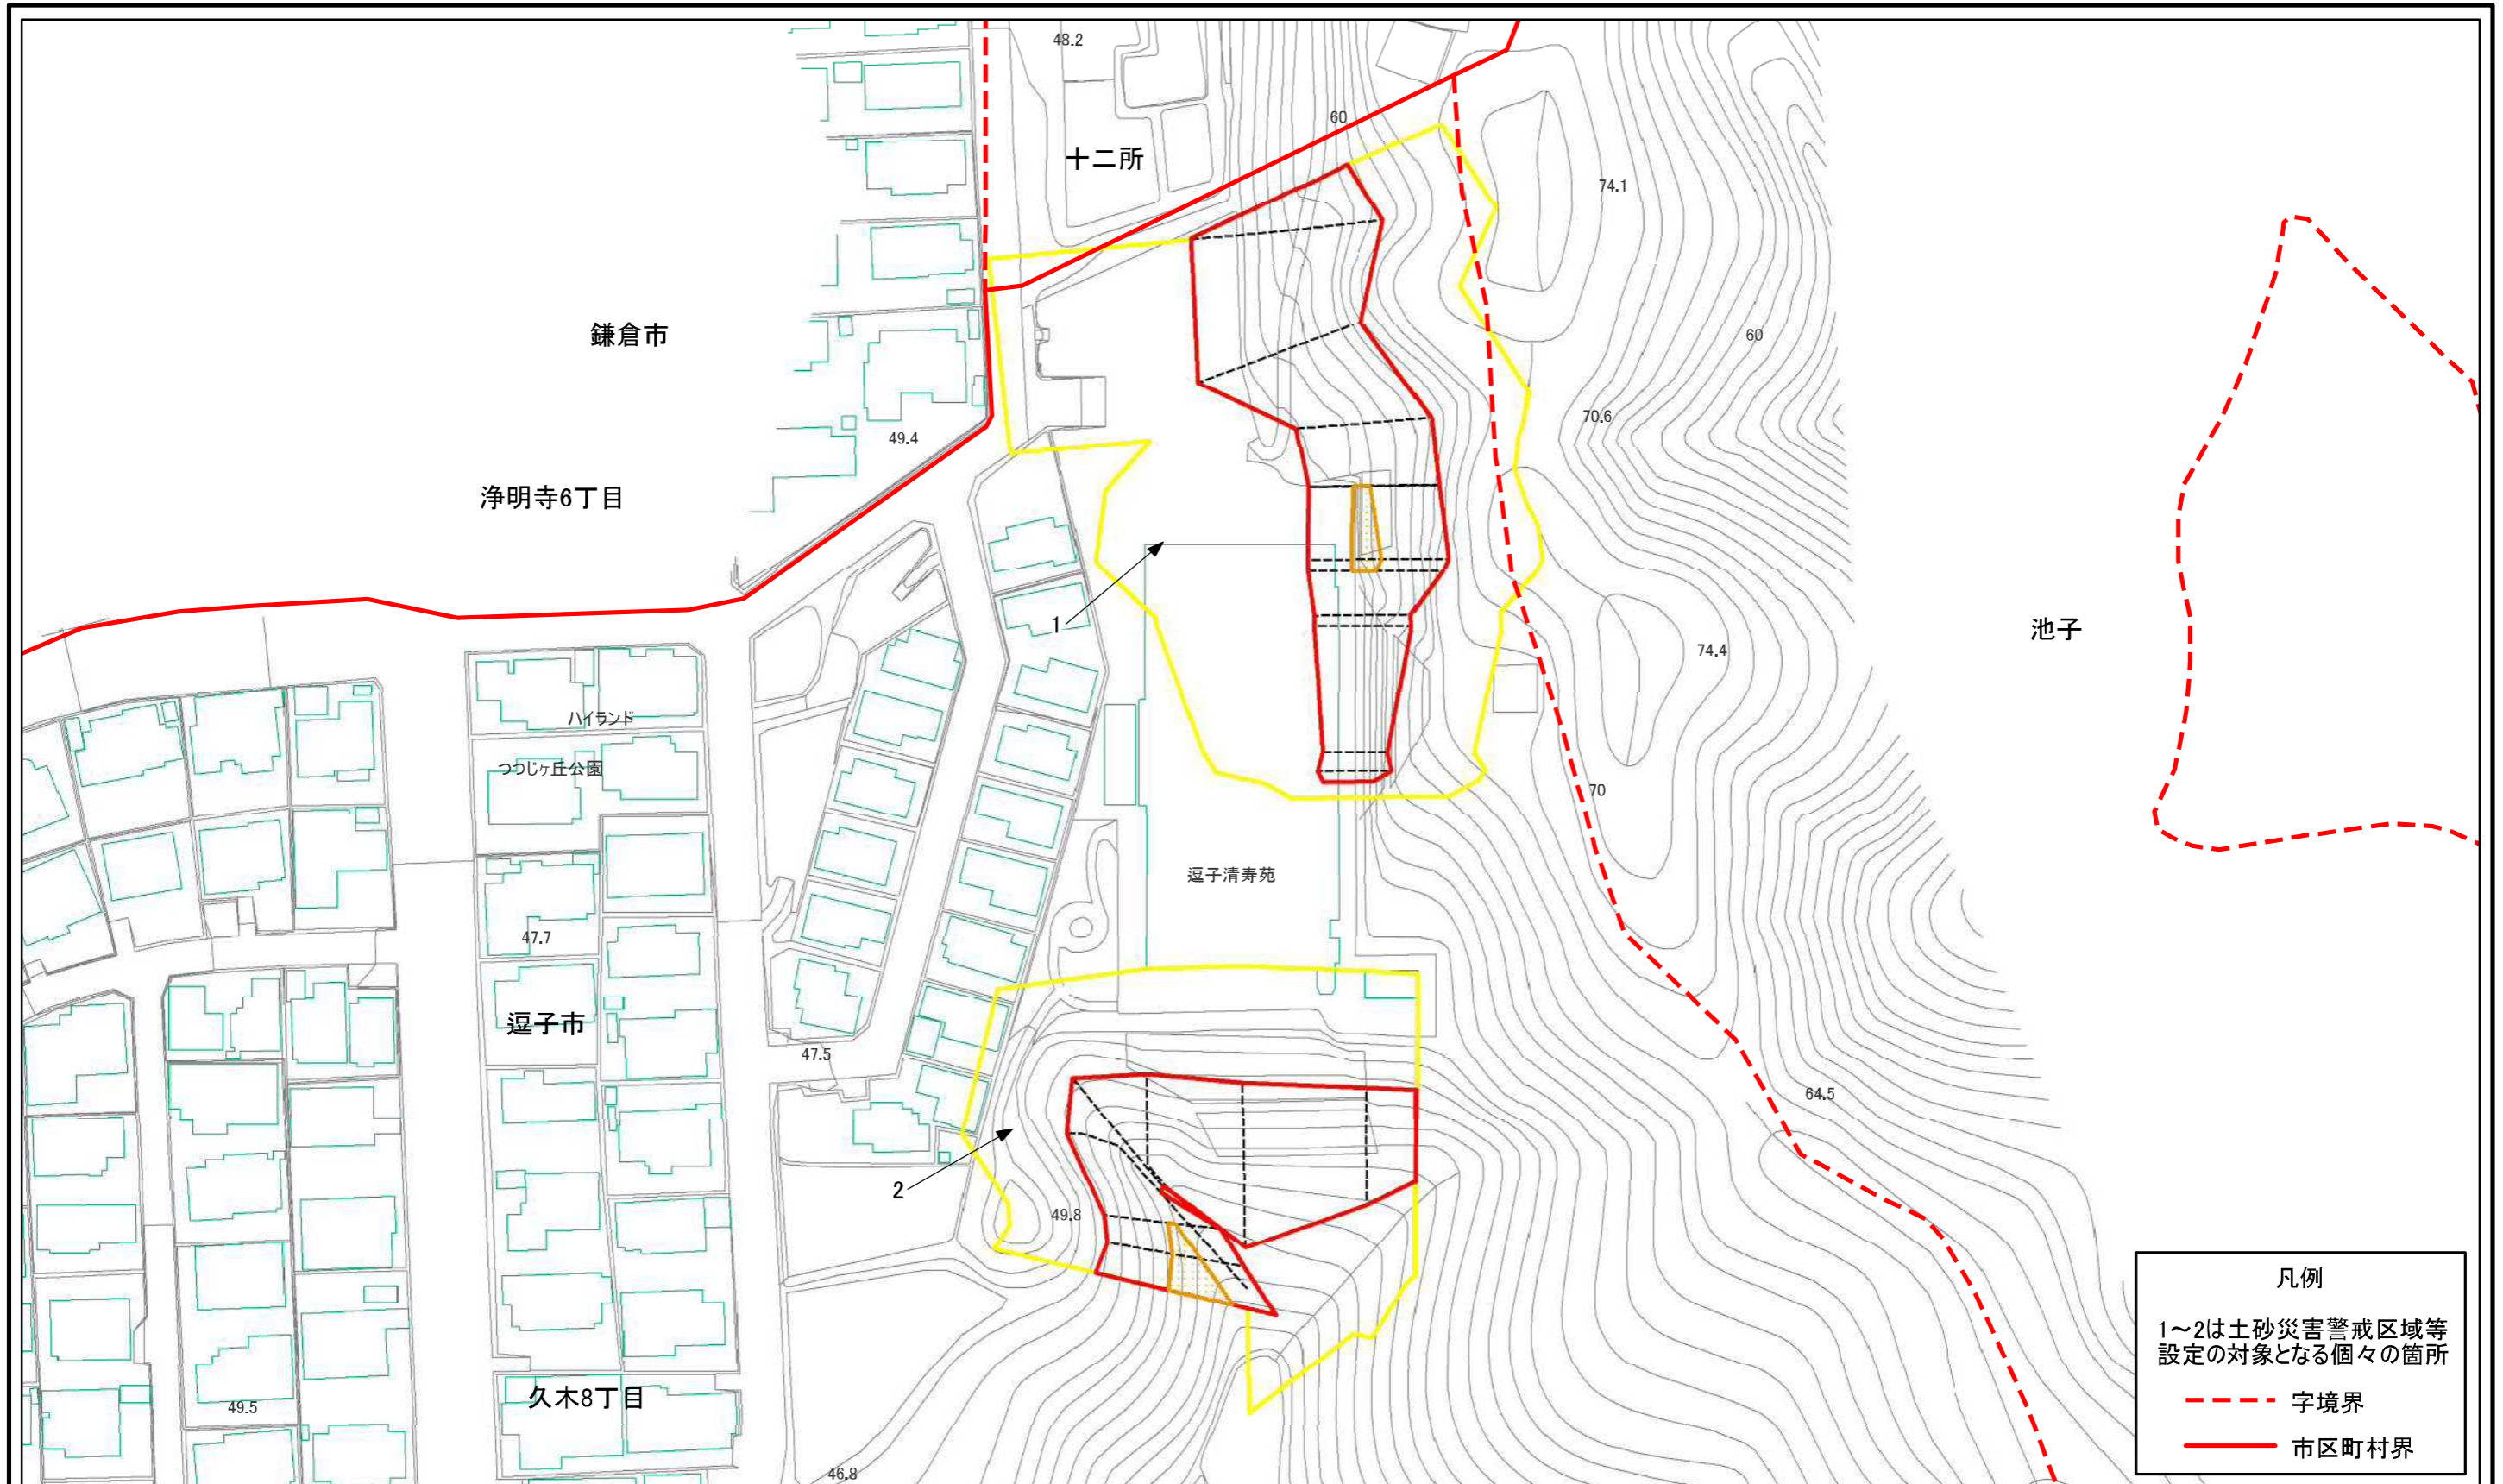 48.2
60
十二所
74.1
鎌倉市
60
70.6
49.4
浄明寺6丁目
1
池子
74.4
ハイランド
つつじヶ丘公園
70
逗子清寿苑
47.7
逗子市
47.5
64.5
2
49.8
久木8丁目
49.5
46.8
凡例
1～2は土砂災害警戒区域等
設定の対象となる個々の箇所
字境界
市区町村界